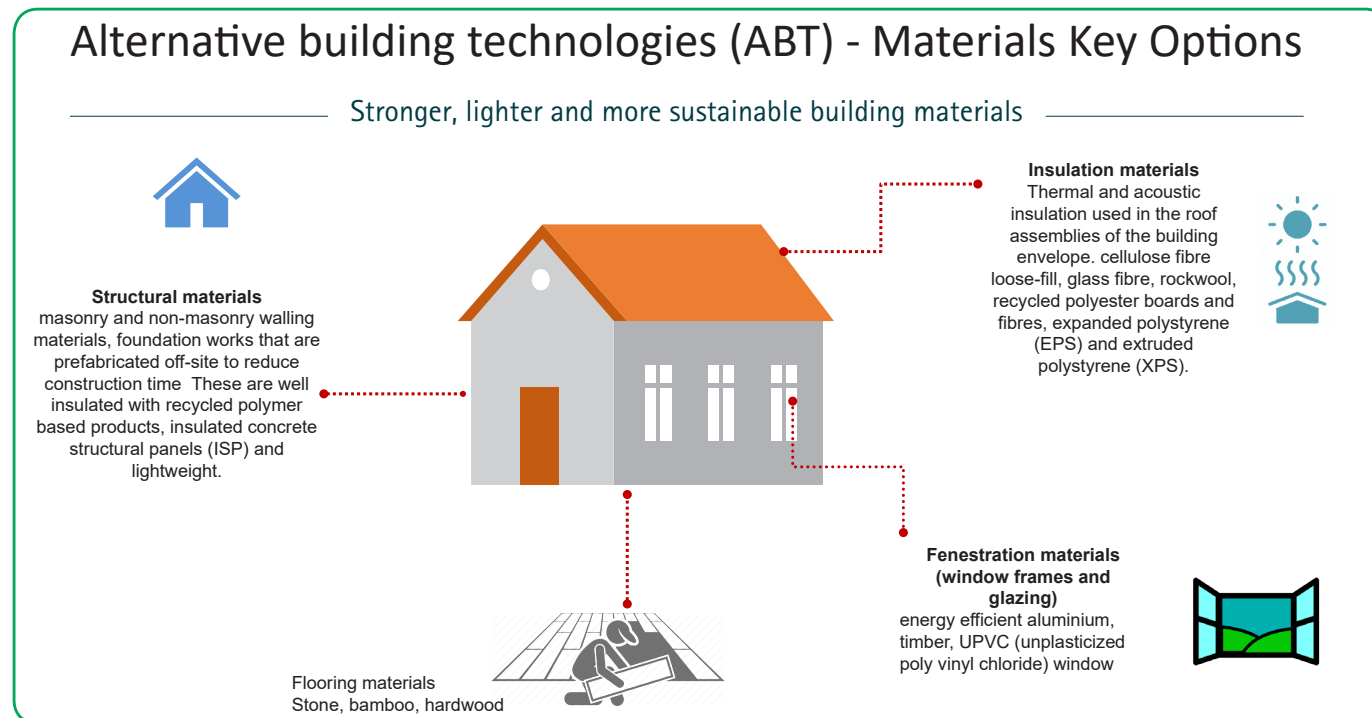 Alternative building technologies (ABT) - Materials Key Options
Stronger, lighter and more sustainable building materials
Structural materials
masonry and non-masonry walling
materials, foundation works that are
prefabricated off-site to reduce
construction time  These are well
insulated with recycled polymer
based products, insulated concrete
structural panels (ISP) and
lightweight.
Insulation materials
Thermal and acoustic
insulation used in the roof
assemblies of the building
envelope. cellulose fibre
loose-fill, glass fibre, rockwool,
recycled polyester boards and
fibres, expanded polystyrene
(EPS) and extruded
polystyrene (XPS).
Fenestration materials
(window frames and
glazing)
energy efficient aluminium,
timber, UPVC (unplasticized
poly vinyl chloride) window
Flooring materials
Stone, bamboo, hardwood